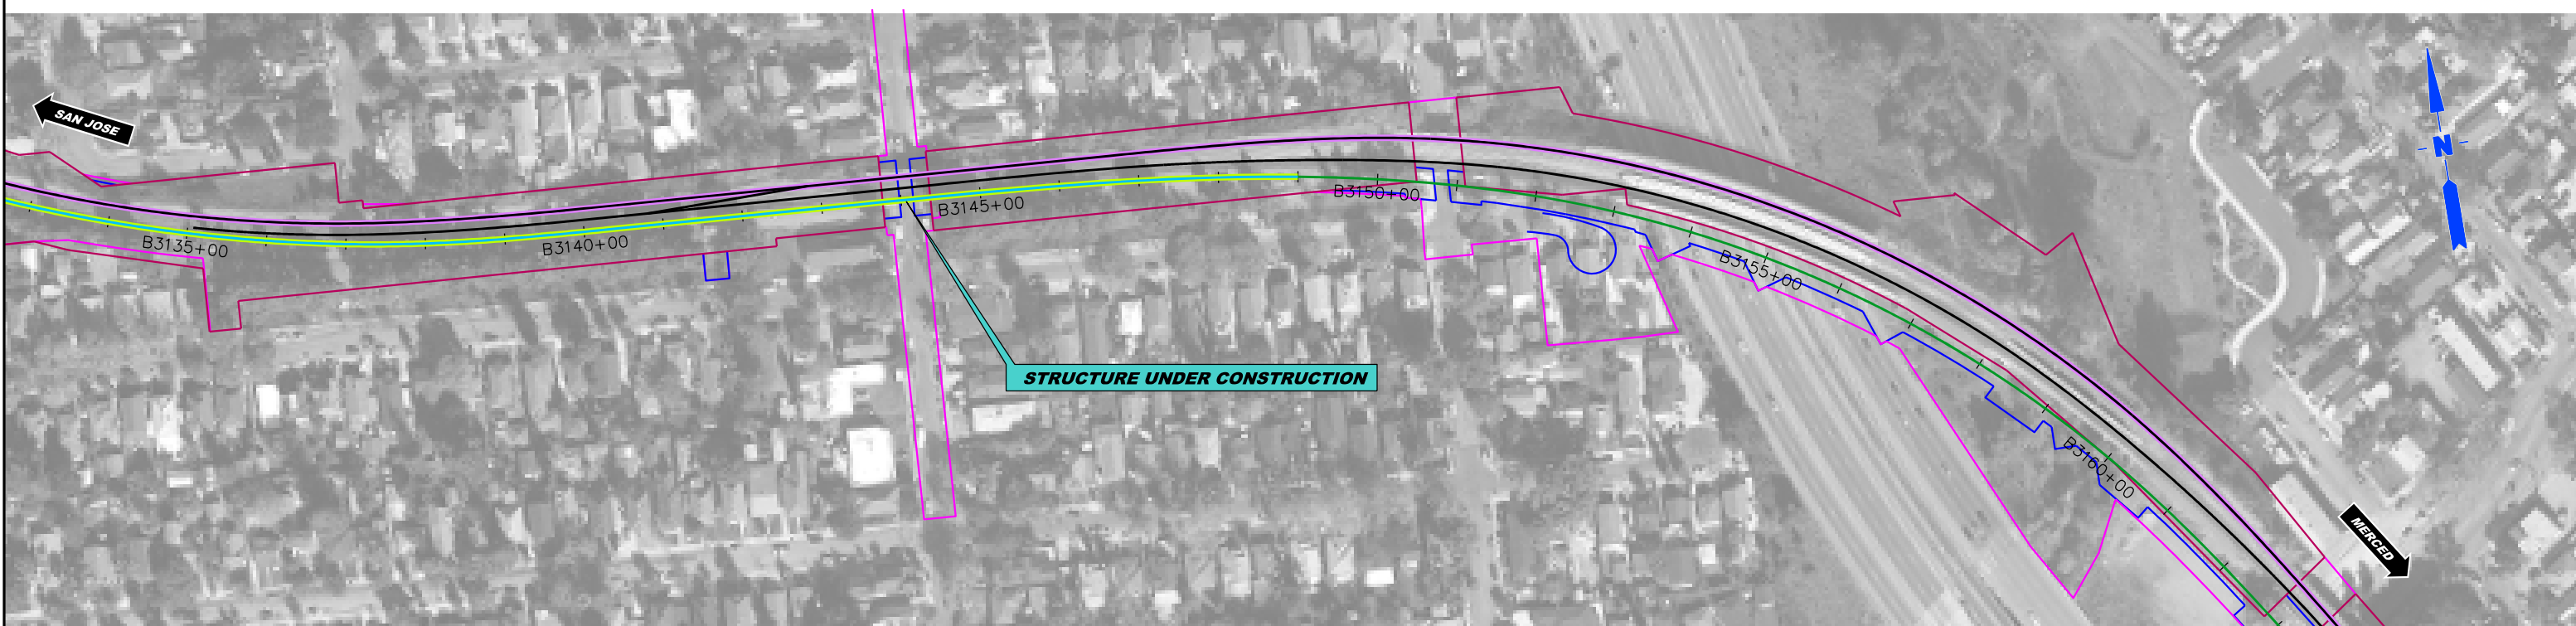 SAN JOSE
N
B3135+00
B3140+00
B3145+00
B3150+00
B3155+00
B3160+00
STRUCTURE UNDER CONSTRUCTION
MERCED